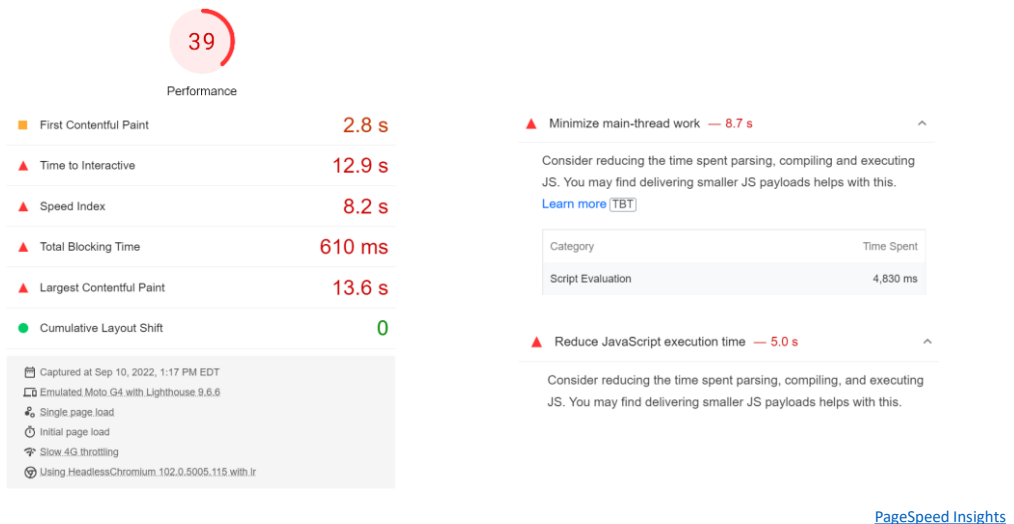 39
Performance
First Contentful Paint 2.8 s
Time to Interactive 12.9 s
Speed Index 8.2 s
Total Blocking Time 610 ms
Largest Contentful Paint 13.6 s
Cumulative Layout Shift 0
Captured at Sep 10, 2022, 1:17 PM EDT
Emulated Moto G4 with Lighthouse 9.6.6
Single page load
Initial page load
Slow 4G throttling
Using HeadlessChromium 102.0.5005.115 with lr
Minimize main-thread work — 8.7 s
Consider reducing the time spent parsing, compiling and executing
JS. You may find delivering smaller JS payloads helps with this.
Learn more TBT
Category Time Spent
Script Evaluation 4,830 ms
Reduce JavaScript execution time — 5.0 s
Consider reducing the time spent parsing, compiling, and executing
JS. You may find delivering smaller JS payloads helps with this.
PageSpeed Insights